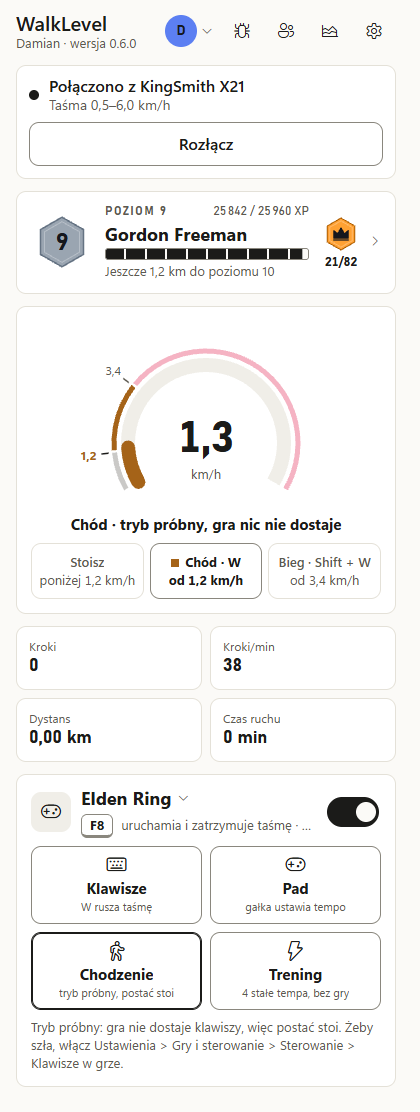 WalkLevel
Damian · wersja 0.6.0
D
Połączono z KingSmith X21
Taśma 0,5–6,0 km/h
Rozłącz
9
POZIOM 9
25 842 / 25 960 XP
Gordon Freeman
Jeszcze 1,2 km do poziomu 10
21/82
3,4
1,2
1,3
km/h
Chód · tryb próbny, gra nic nie dostaje
Stoisz
poniżej 1,2 km/h
Chód · W
od 1,2 km/h
Bieg · Shift + W
od 3,4 km/h
Kroki
0
Kroki/min
38
Dystans
0,00 km
Czas ruchu
0 min
Elden Ring
F8 uruchamia i zatrzymuje taśmę · ...
Klawisze
W rusza taśmę
Pad
gałka ustawia tempo
Chodzenie
tryb próbny, postać stoi
Trening
4 stałe tempa, bez gry
Tryb próbny: gra nie dostaje klawiszy, więc postać stoi. Żeby
szła, włącz Ustawienia > Gry i sterowanie > Sterowanie >
Klawisze w grze.